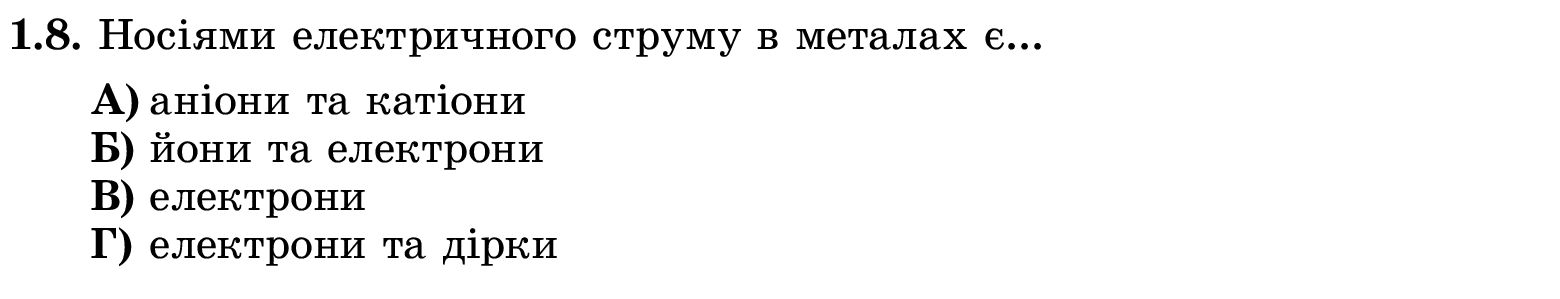 1.8. Носіями електричного струму в металах є...
А) аніони та катіони
Б) йони та електрони
В) електрони
Г) електрони та дірки